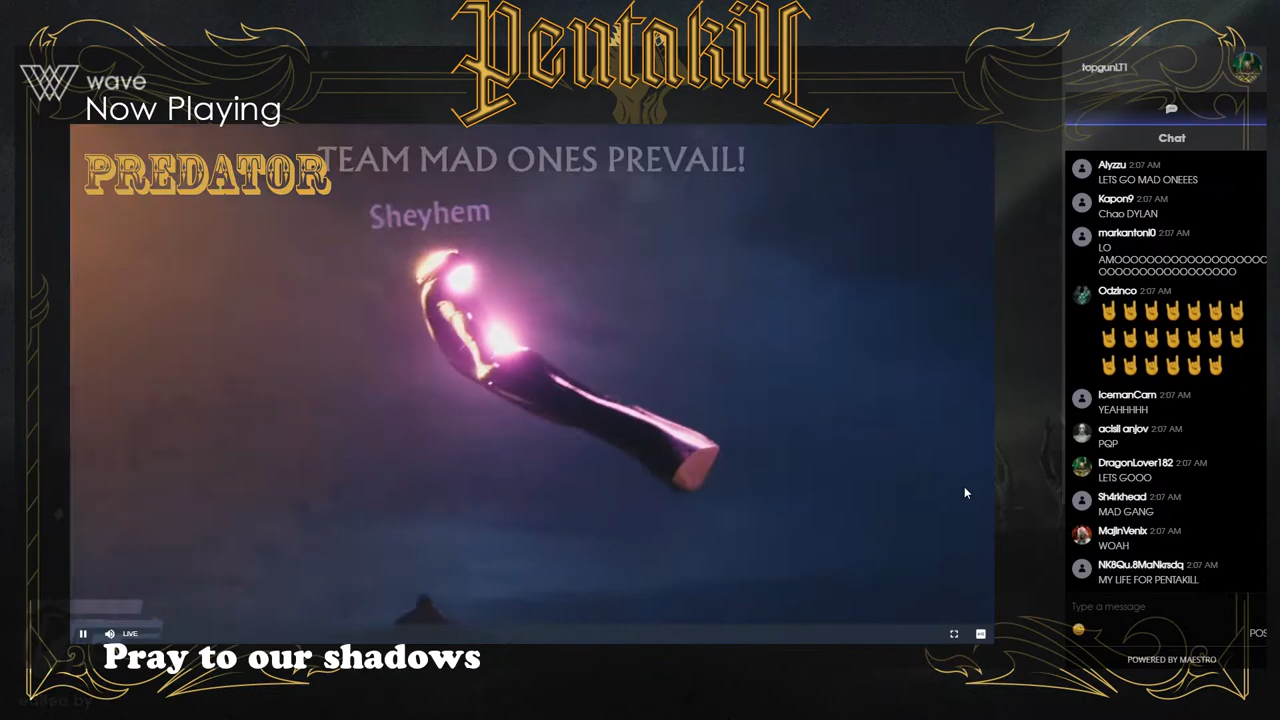 Pentakill
wave
Now Playing
PREDATOR
TEAM MAD ONES PREVAIL!
Sheyhem
topgunLT1
Chat
Alyzzu 2:07 AM
LETS GO MAD ONEEES
Kapon9 2:07 AM
Chao DYLAN
markantoni0 2:07 AM
LO
AMOOOOOOOOOOOOOOOOOOO
OOOOOOOOOOOOOOOOO
Odzinco 2:07 AM
🤘🤘🤘🤘🤘🤘🤘
🤘🤘🤘🤘🤘🤘🤘
🤘🤘🤘🤘🤘🤘
IcemanCam 2:07 AM
YEAHHHHH
acisli anjov 2:07 AM
PQP
DragonLover182 2:07 AM
LETS GOOO
Sh4rkhead 2:07 AM
MAD GANG
MajinVenix 2:07 AM
WOAH
NK8Qu.8MaNkrsdq 2:07 AM
MY LIFE FOR PENTAKILL
Type a message
POS
POWERED BY MAESTRO
LIVE
Pray to our shadows